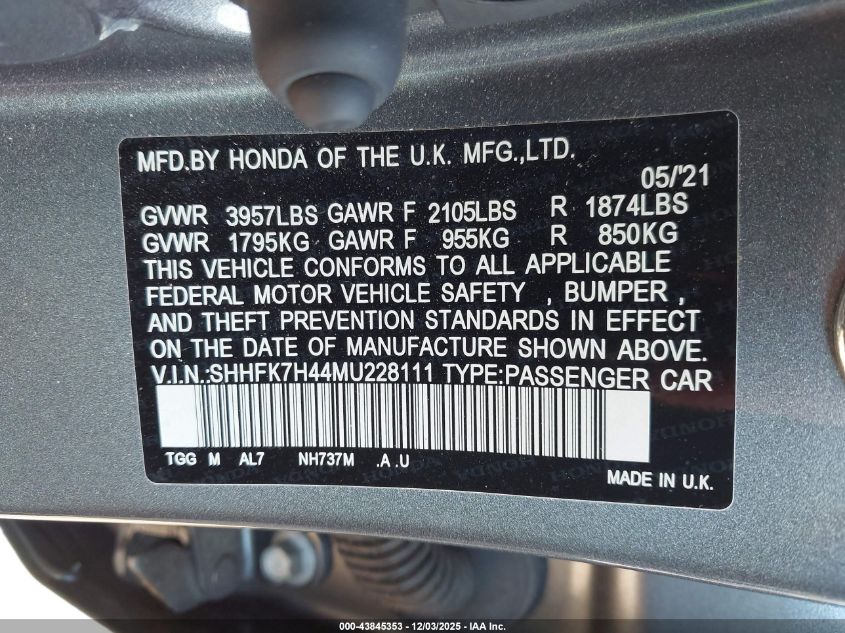 MFD.BY HONDA OF THE U.K. MFG.,LTD.
05/'21
GVWR 3957LBS GAWR F 2105LBS R 1874LBS
GVWR 1795KG GAWR F 955KG R 850KG
THIS VEHICLE CONFORMS TO ALL APPLICABLE
FEDERAL MOTOR VEHICLE SAFETY , BUMPER ,
AND THEFT PREVENTION STANDARDS IN EFFECT
ON THE DATE OF MANUFACTURE SHOWN ABOVE.
V.I.N.:SHHFK7H44MU228111 TYPE:PASSENGER CAR
TGG M AL7 NH737M .A .U
MADE IN U.K.
000-43845353 - 12/03/2025 - IAA Inc.